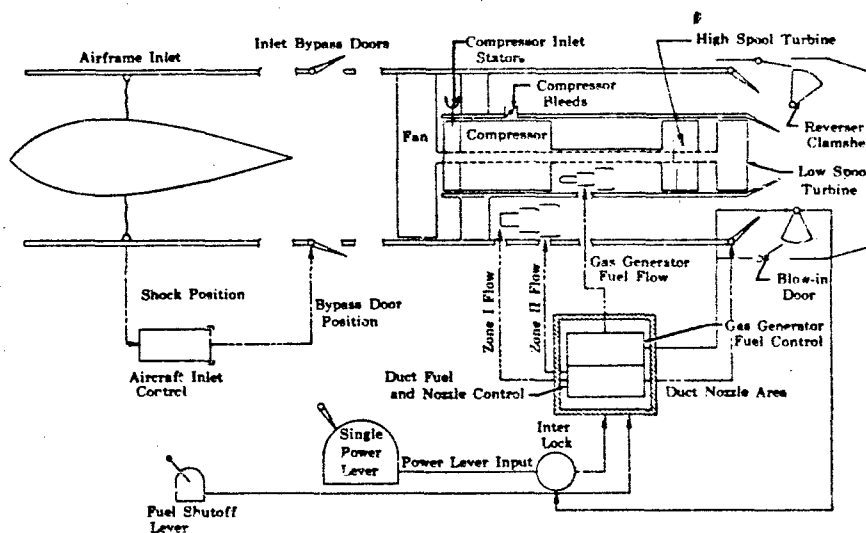 Airframe Inlet
Inlet Bypass Doors
Compressor Inlet
Stators
High Spool Turbine
Compressor
Bleeds
Fan
Compressor
Reverser
Clamshe
Low Spoo
Turbine
Shock Position
Bypass Door
Position
Zone I Flow
Zone II Flow
Gas Generator
Fuel Flow
Blow-in
Door
Gas Generator
Fuel Control
Aircraft Inlet
Control
Duct Fuel
and Nozzle Control
Duct Nozzle Area
Single
Power
Lever
Inter
Lock
Power Lever Input
Fuel Shutoff
Lever